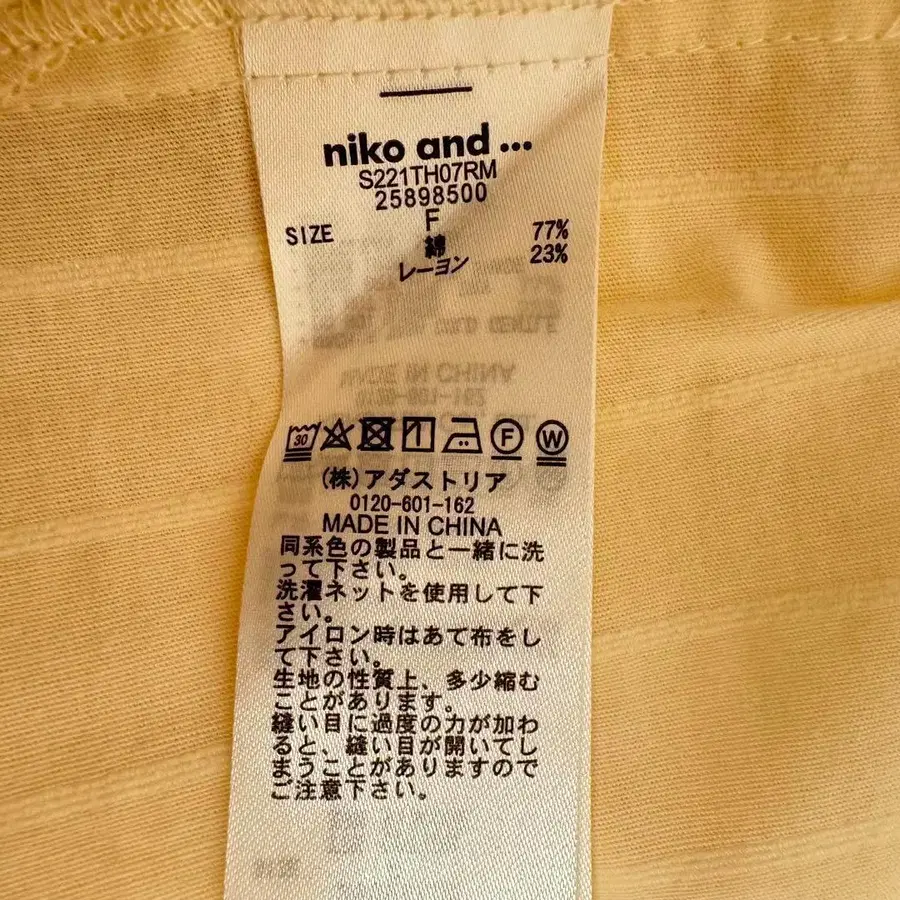 niko and ...
S221TH07RM
25898500
SIZE F
綿 77%
レーヨン 23%
30 F W
(株)アダストリア
0120-601-162
MADE IN CHINA
同系色の製品と一緒に洗
って下さい。
洗濯ネットを使用して下
さい。
アイロン時はあて布をし
て下さい。
生地の性質上、多少縮む
ことがあります。
縫い目に過度の力が加わ
ると、縫い目が開いてし
まうことがありますので
ご注意下さい。